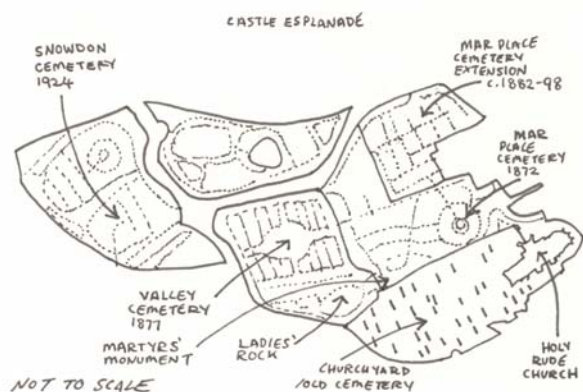 CASTLE ESPLANADÉ
SNOWDON
CEMETERY
1924
MAR PLACE
CEMETERY
EXTENSION
c.1882-98
MAR
PLACE
CEMETERY
1872
VALLEY
CEMETERY
1877
MARTYRS'
MONUMENT
LADIES'
ROCK
CHURCHYARD
/OLD CEMETERY
HOLY
RUDE
CHURCH
NOT TO SCALE